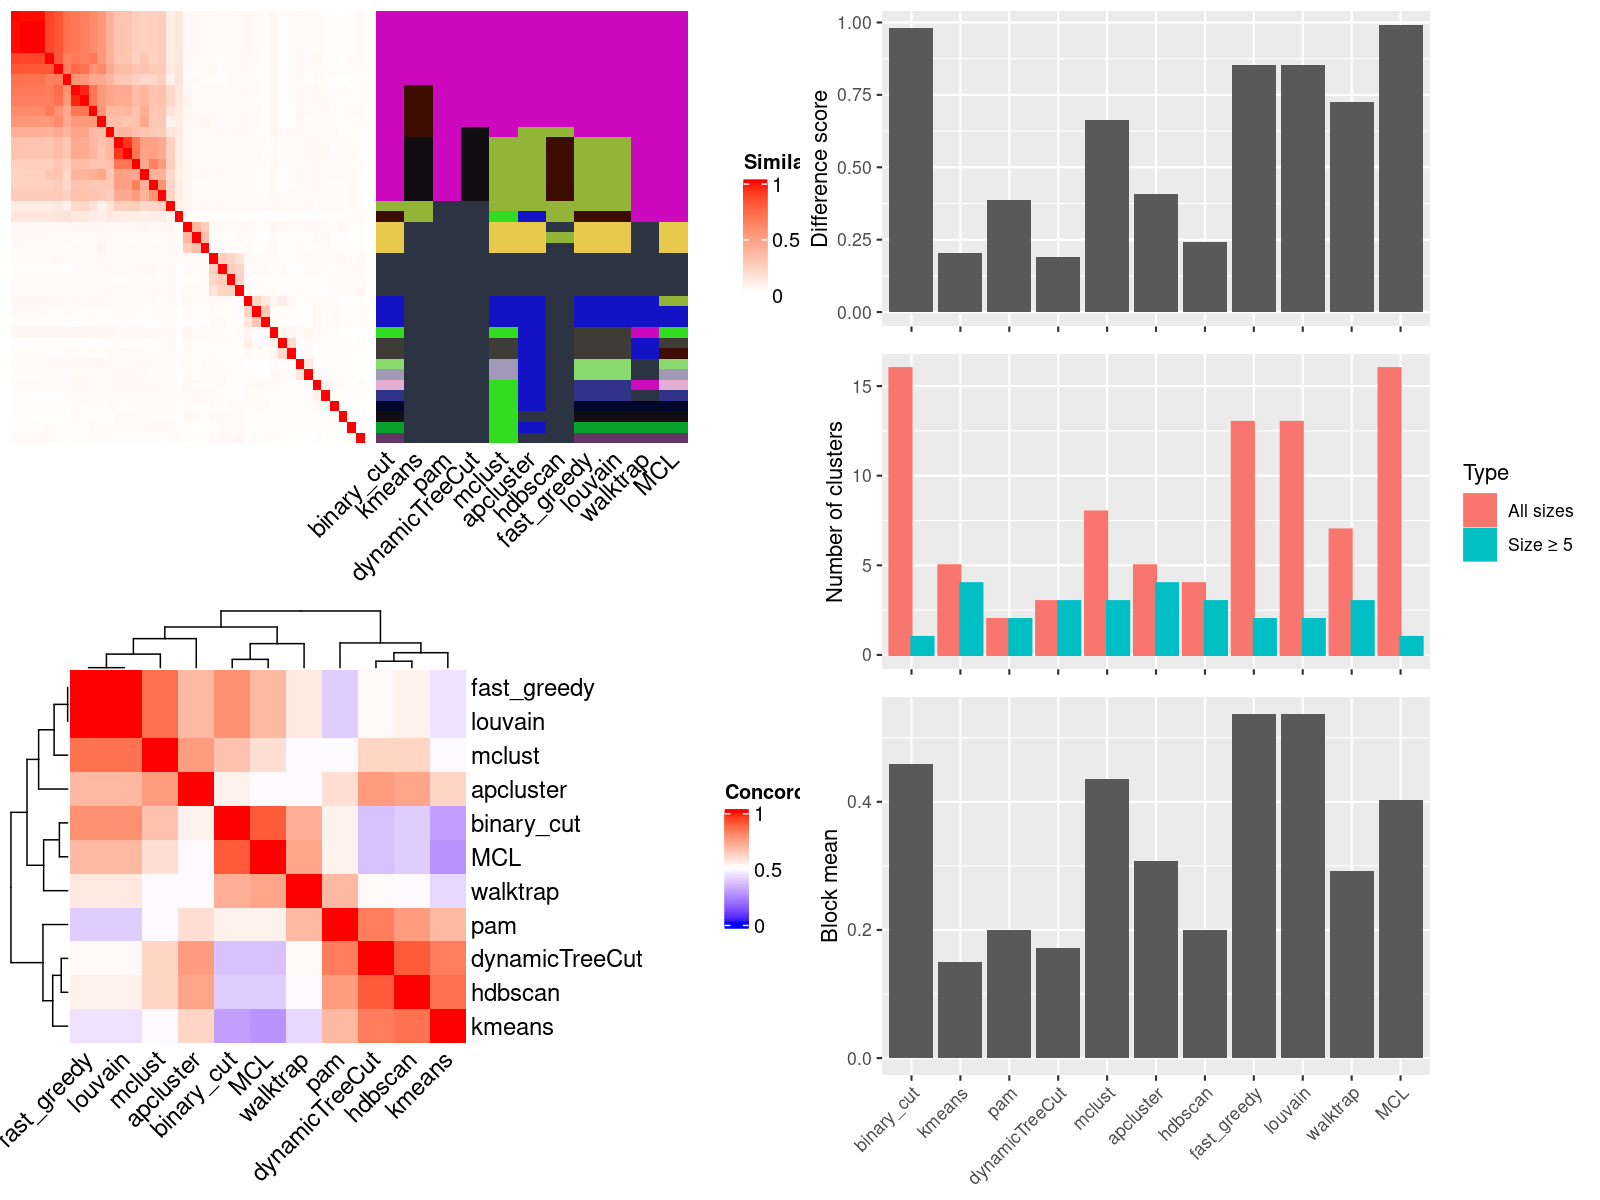 Simila
1
0.5
0
binary_cut
kmeans
pam
dynamicTreeCut
mclust
apcluster
hdbscan
fast_greedy
louvain
walktrap
MCL
fast_greedy
louvain
mclust
apcluster
binary_cut
MCL
walktrap
pam
dynamicTreeCut
hdbscan
kmeans
fast_greedy
louvain
mclust
apcluster
binary_cut
MCL
walktrap
pam
dynamicTreeCut
hdbscan
kmeans
Concord
1
0.5
0
Difference score
1.00
0.75
0.50
0.25
0.00
Number of clusters
15
10
5
0
Type
All sizes
Size ≥ 5
Block mean
0.4
0.2
0.0
binary_cut
kmeans
pam
dynamicTreeCut
mclust
apcluster
hdbscan
fast_greedy
louvain
walktrap
MCL